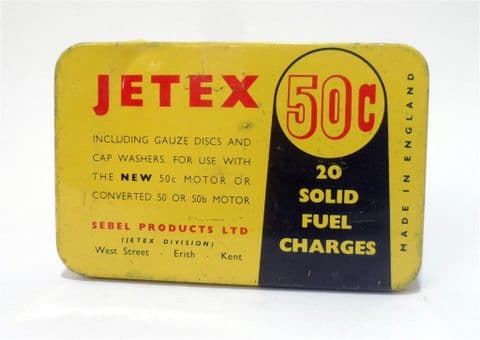 JETEX
50c
INCLUDING GAUZE DISCS AND
CAP WASHERS. FOR USE WITH
THE NEW 50c MOTOR OR
CONVERTED 50 OR 50b MOTOR
SEBEL PRODUCTS LTD
(JETEX DIVISION)
West Street · Erith · Kent
20
SOLID
FUEL
CHARGES
MADE IN ENGLAND